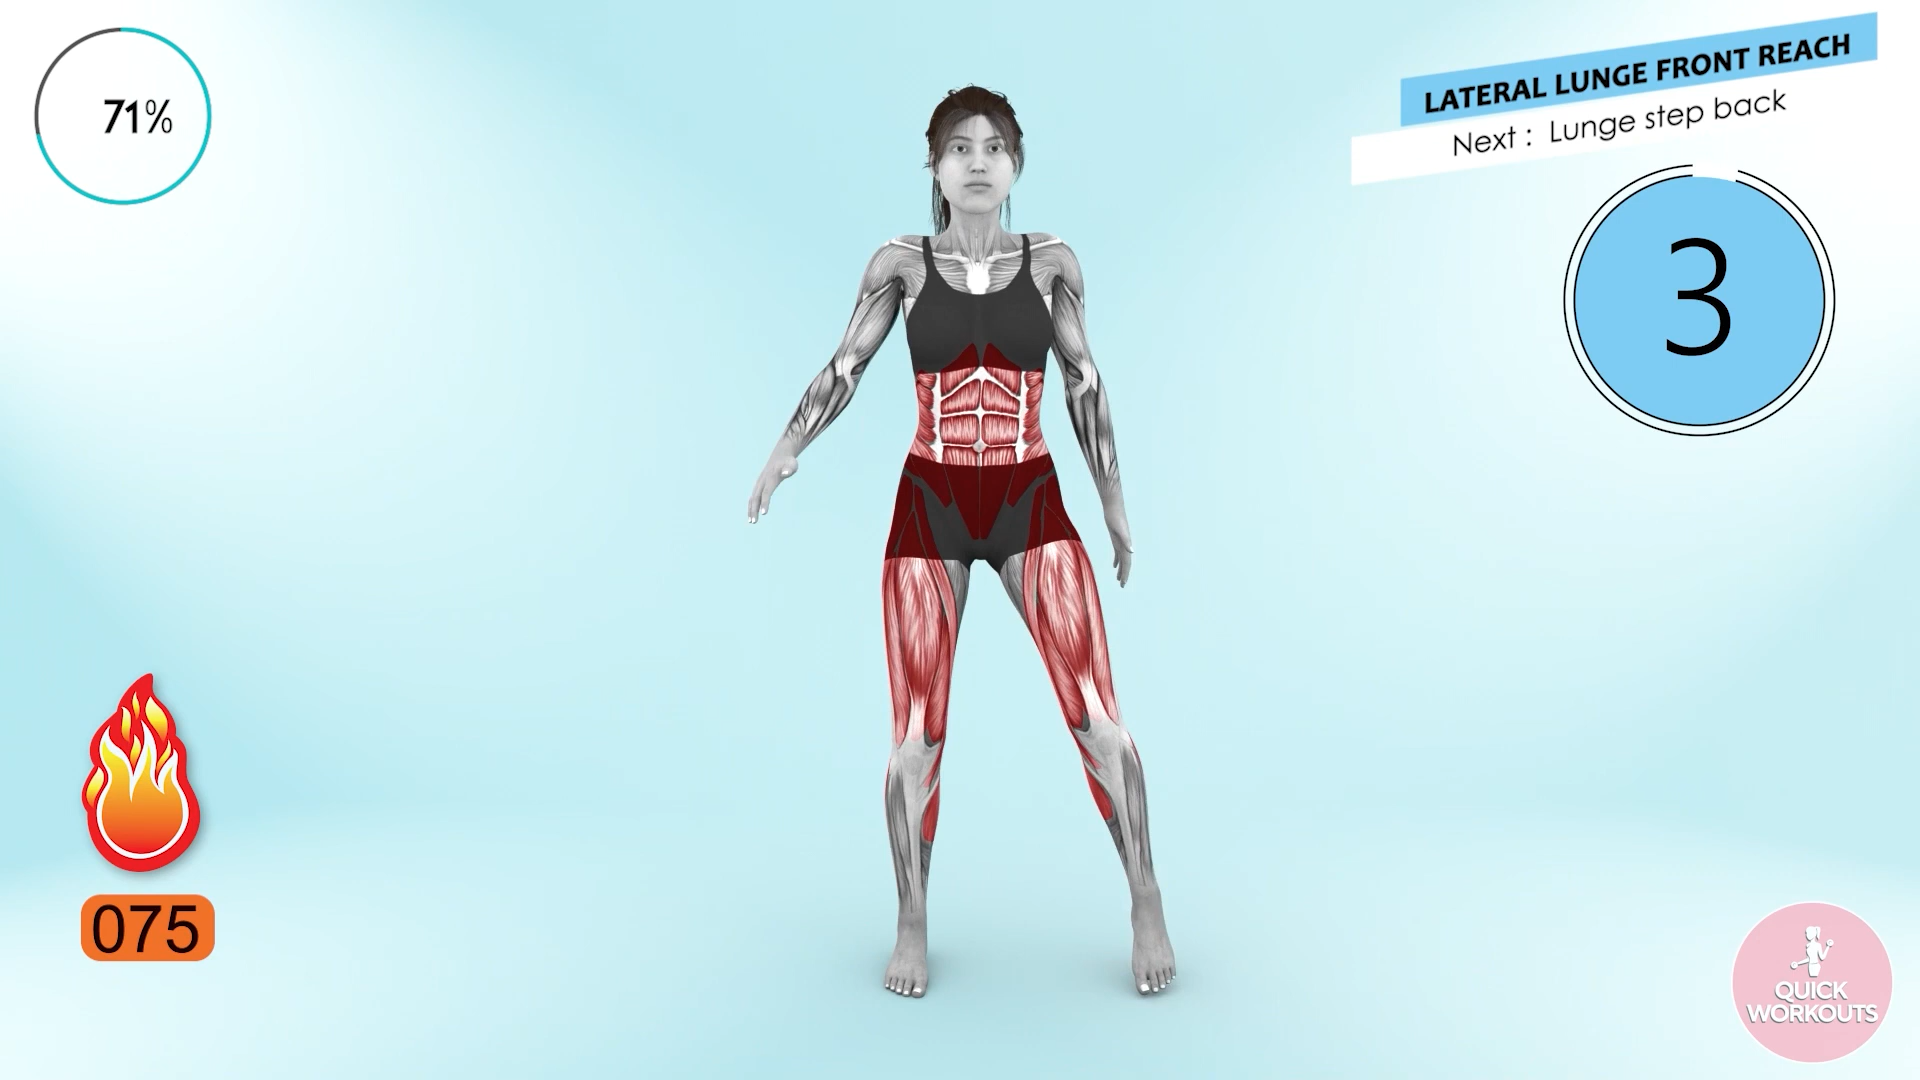 71%
LATERAL LUNGE FRONT REACH
Next : Lunge step back
3
075
QUICK
WORKOUTS